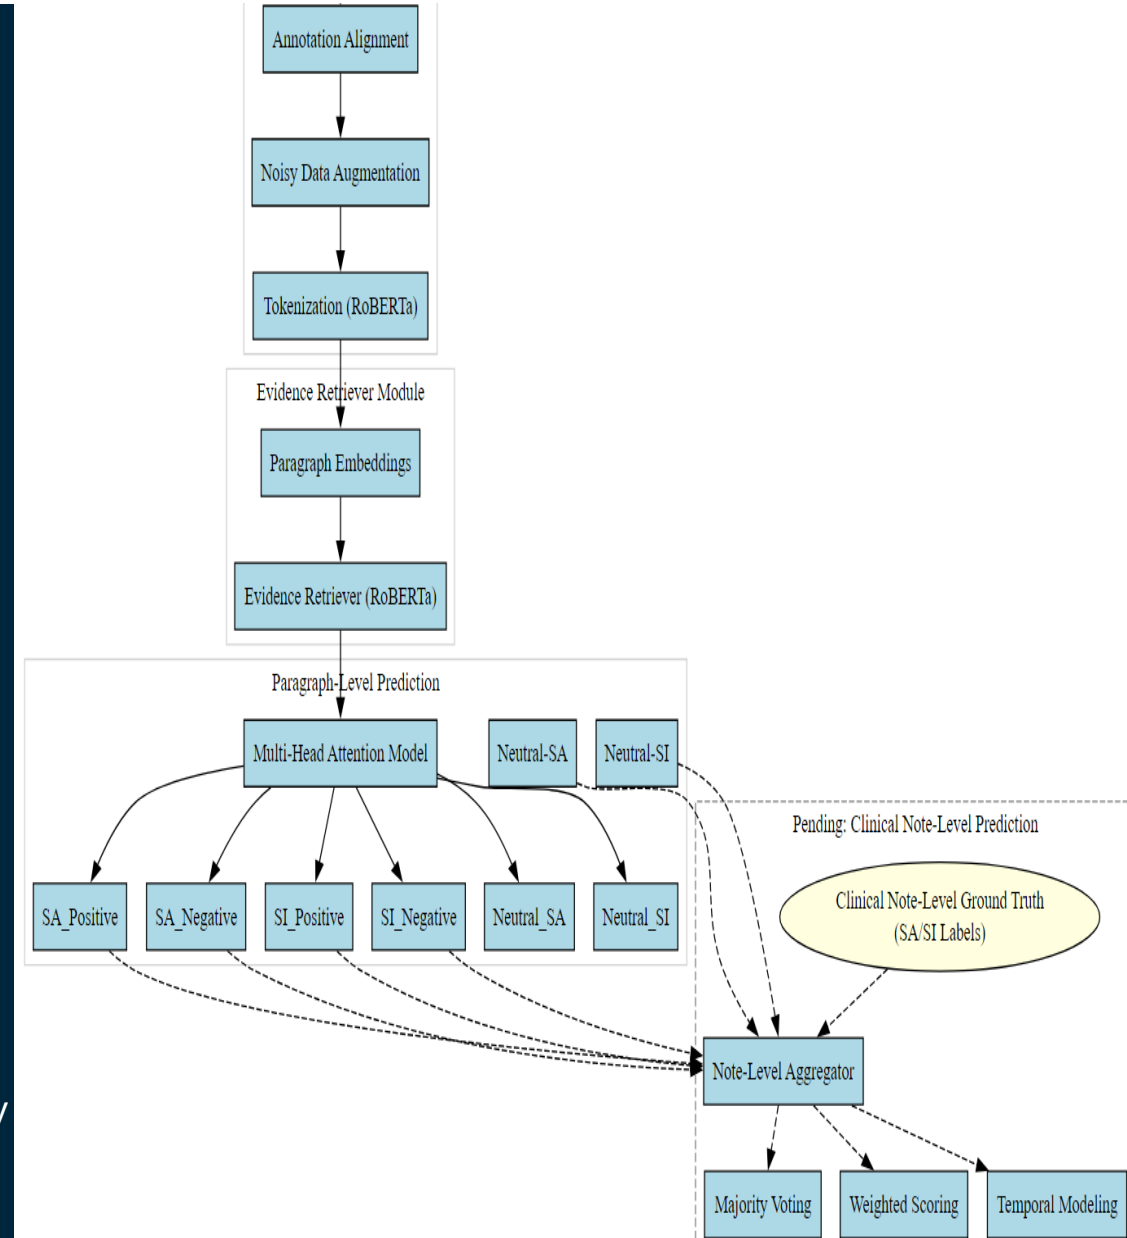 Annotation Alignment
Noisy Data Augmentation
Tokenization (RoBERTa)
Evidence Retriever Module
Paragraph Embeddings
Evidence Retriever (RoBERTa)
Paragraph-Level Prediction
Multi-Head Attention Model
Neutral-SA
Neutral-SI
Pending: Clinical Note-Level Prediction
SA_Positive
SA_Negative
SI_Positive
SI_Negative
Neutral_SA
Neutral_SI
Clinical Note-Level Ground Truth
(SA/SI Labels)
Note-Level Aggregator
Majority Voting
Weighted Scoring
Temporal Modeling